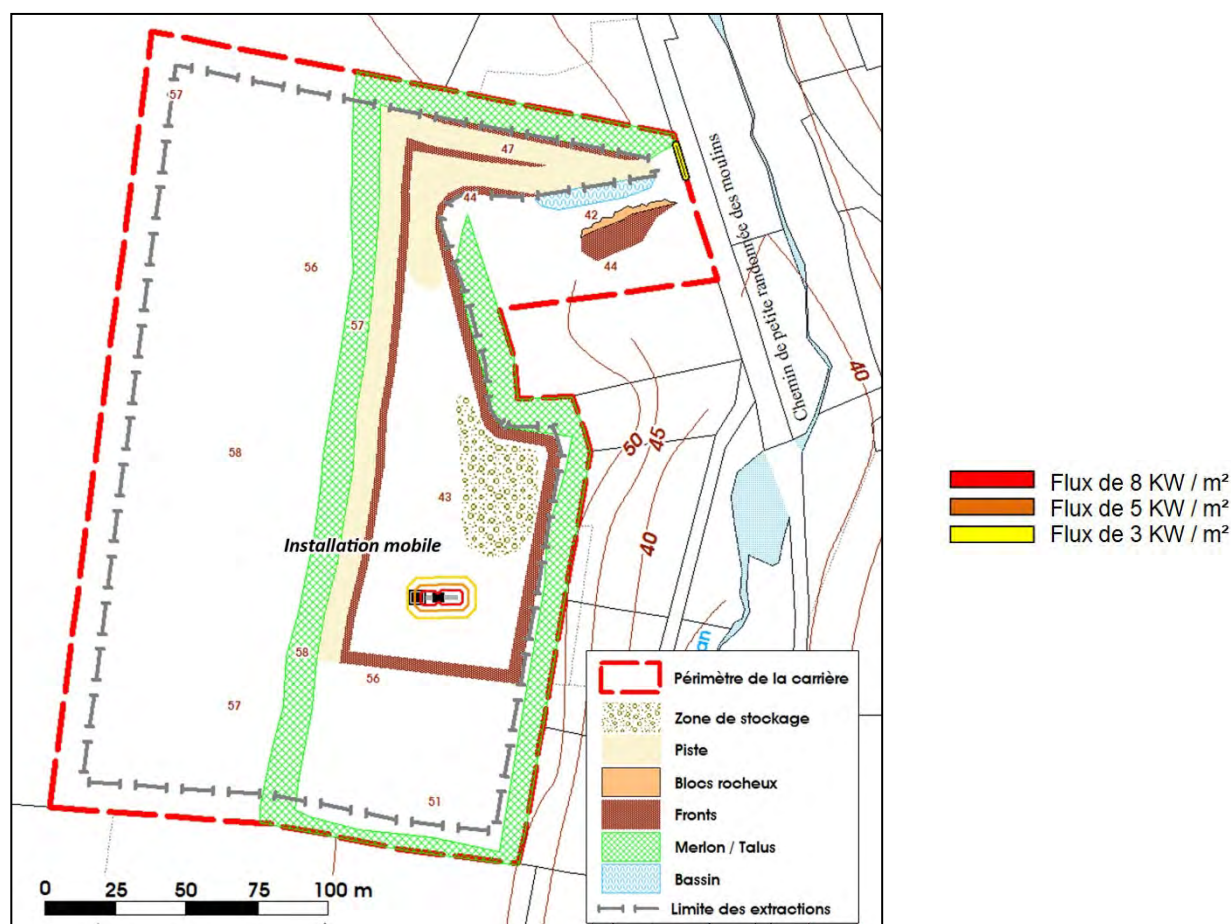 57
47
Chemin de petite randonnée des moulins
44
42
44
56
57
40
50
45
58
43
40
Installation mobile
58
56
57
51
an
Périmètre de la carrière
Zone de stockage
Piste
Blocs rocheux
Fronts
Merlon / Talus
Bassin
Limite des extractions
0 25 50 75 100 m
Flux de 8 KW / m²
Flux de 5 KW / m²
Flux de 3 KW / m²